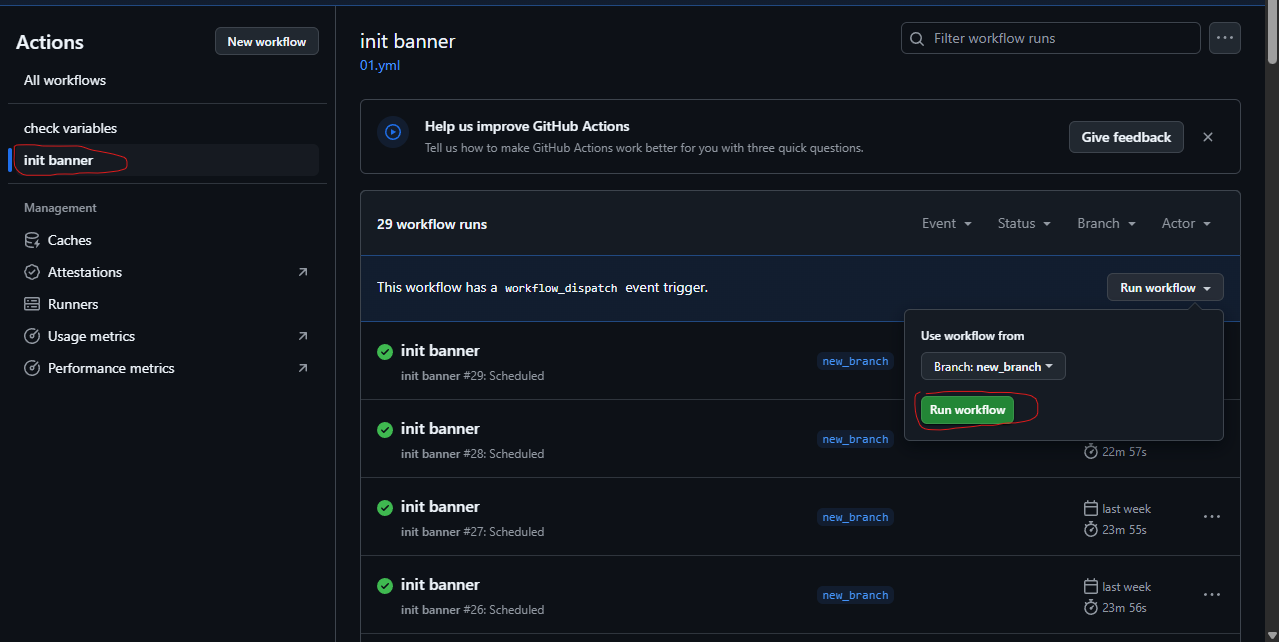 Actions
New workflow
All workflows
check variables
init banner
Management
Caches
Attestations
Runners
Usage metrics
Performance metrics
init banner
01.yml
Filter workflow runs
Help us improve GitHub Actions
Tell us how to make GitHub Actions work better for you with three quick questions.
Give feedback
29 workflow runs
Event
Status
Branch
Actor
This workflow has a workflow_dispatch event trigger.
Run workflow
Use workflow from
Branch: new_branch
Run workflow
init banner
init banner #29: Scheduled
new_branch
init banner
init banner #28: Scheduled
new_branch
22m 57s
init banner
init banner #27: Scheduled
new_branch
last week
23m 55s
init banner
init banner #26: Scheduled
new_branch
last week
23m 56s